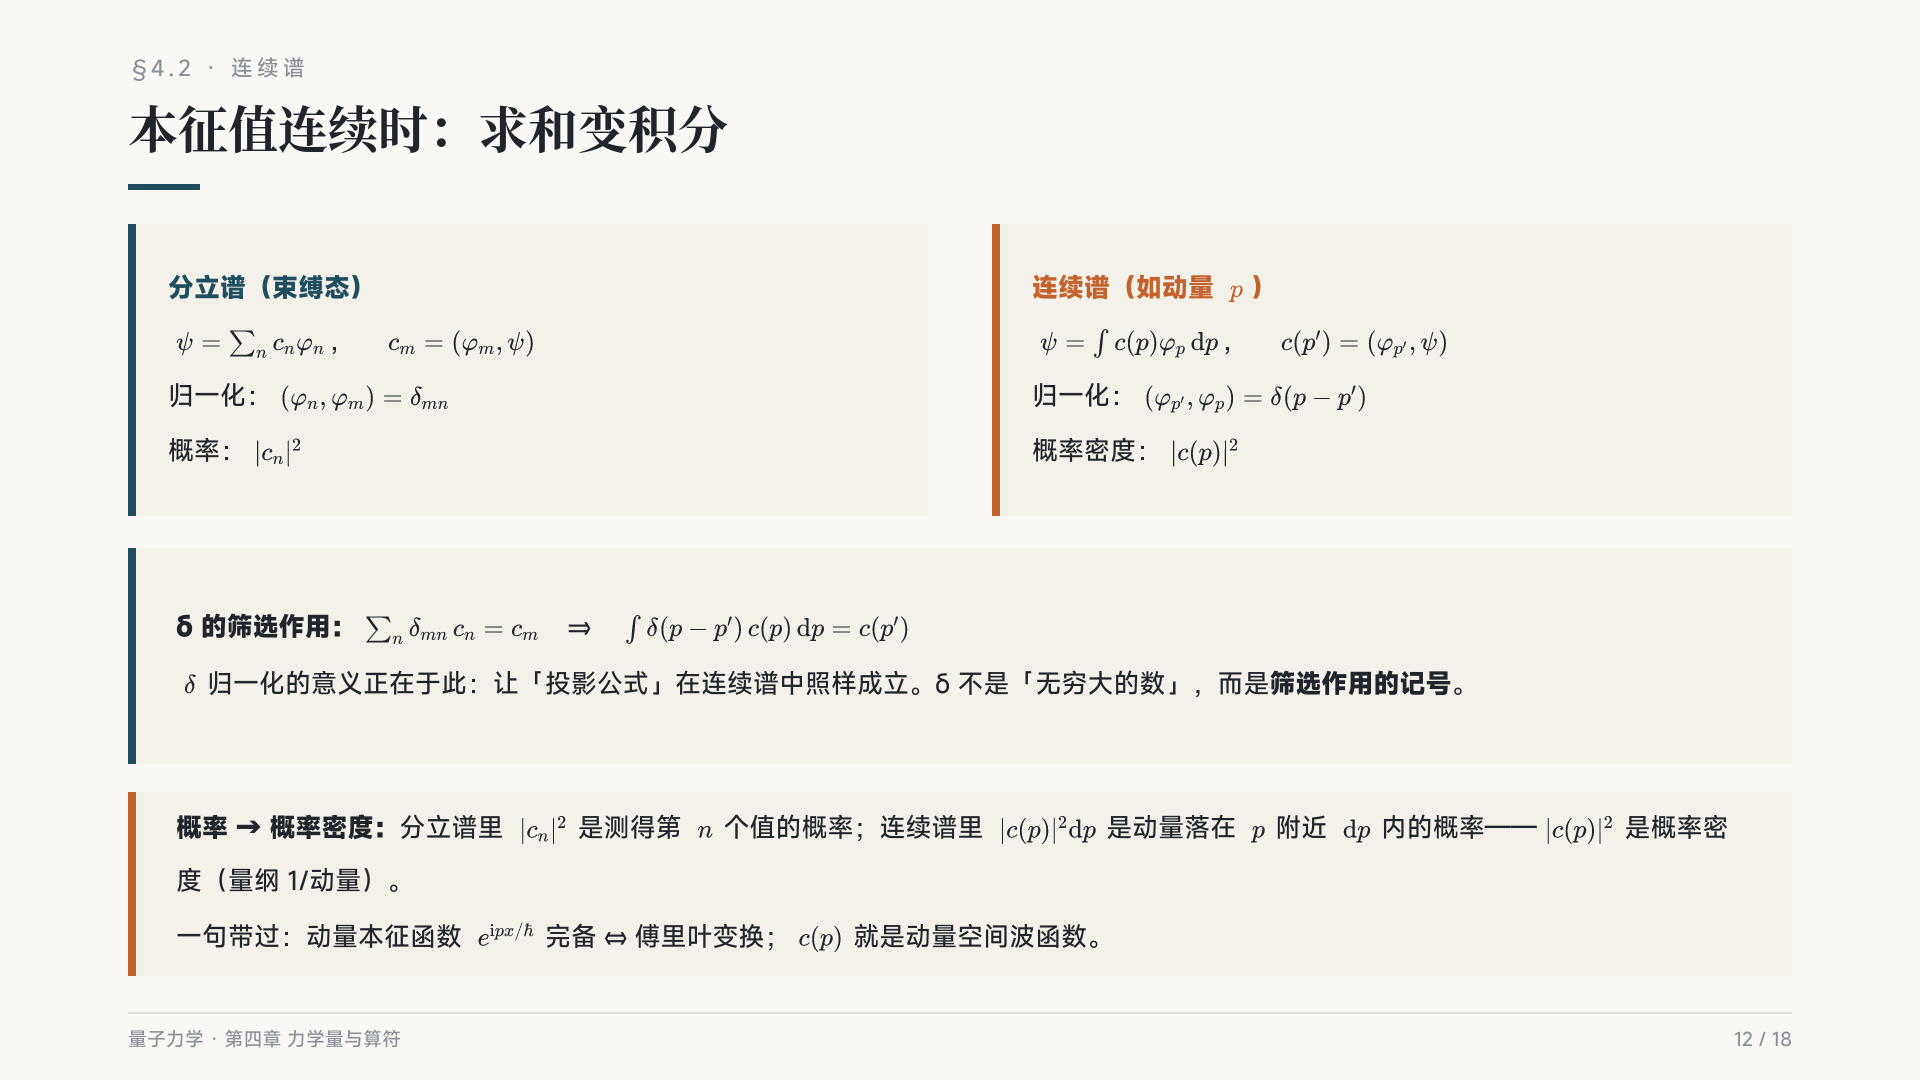 §4.2 · 连续谱
本征值连续时：求和变积分
分立谱（束缚态）
ψ = ∑ₙ cₙφₙ ， cₘ = (φₘ, ψ)
归一化： (φₙ, φₘ) = δₘₙ
概率： |cₙ|²
连续谱（如动量 p ）
ψ = ∫ c(p)φ_p dp ， c(p′) = (φ_{p′}, ψ)
归一化： (φ_{p′}, φ_p) = δ(p − p′)
概率密度： |c(p)|²
δ 的筛选作用： ∑ₙ δₘₙ cₙ = cₘ ⇒ ∫ δ(p − p′) c(p) dp = c(p′)
δ 归一化的意义正在于此：让「投影公式」在连续谱中照样成立。δ 不是「无穷大的数」，而是筛选作用的记号。
概率 → 概率密度：分立谱里 |cₙ|² 是测得第 n 个值的概率；连续谱里 |c(p)|²dp 是动量落在 p 附近 dp 内的概率—— |c(p)|² 是概率密
度（量纲 1/动量）。
一句带过：动量本征函数 e^{ipx/ħ} 完备 ⇔ 傅里叶变换； c(p) 就是动量空间波函数。
量子力学 · 第四章 力学量与算符
12 / 18